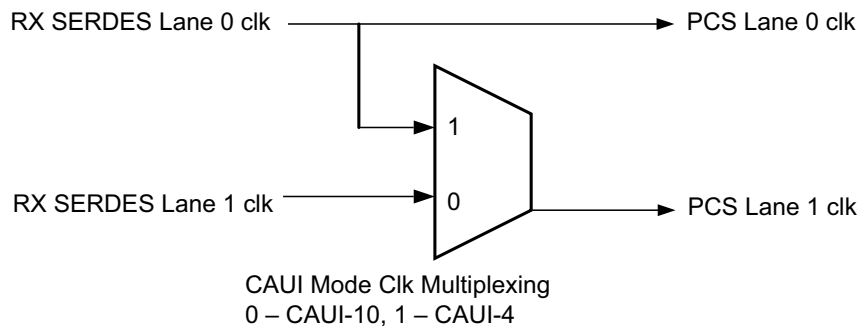 RX SERDES Lane 0 clk
PCS Lane 0 clk
1
RX SERDES Lane 1 clk
0
PCS Lane 1 clk
CAUI Mode Clk Multiplexing
0 – CAUI-10, 1 – CAUI-4